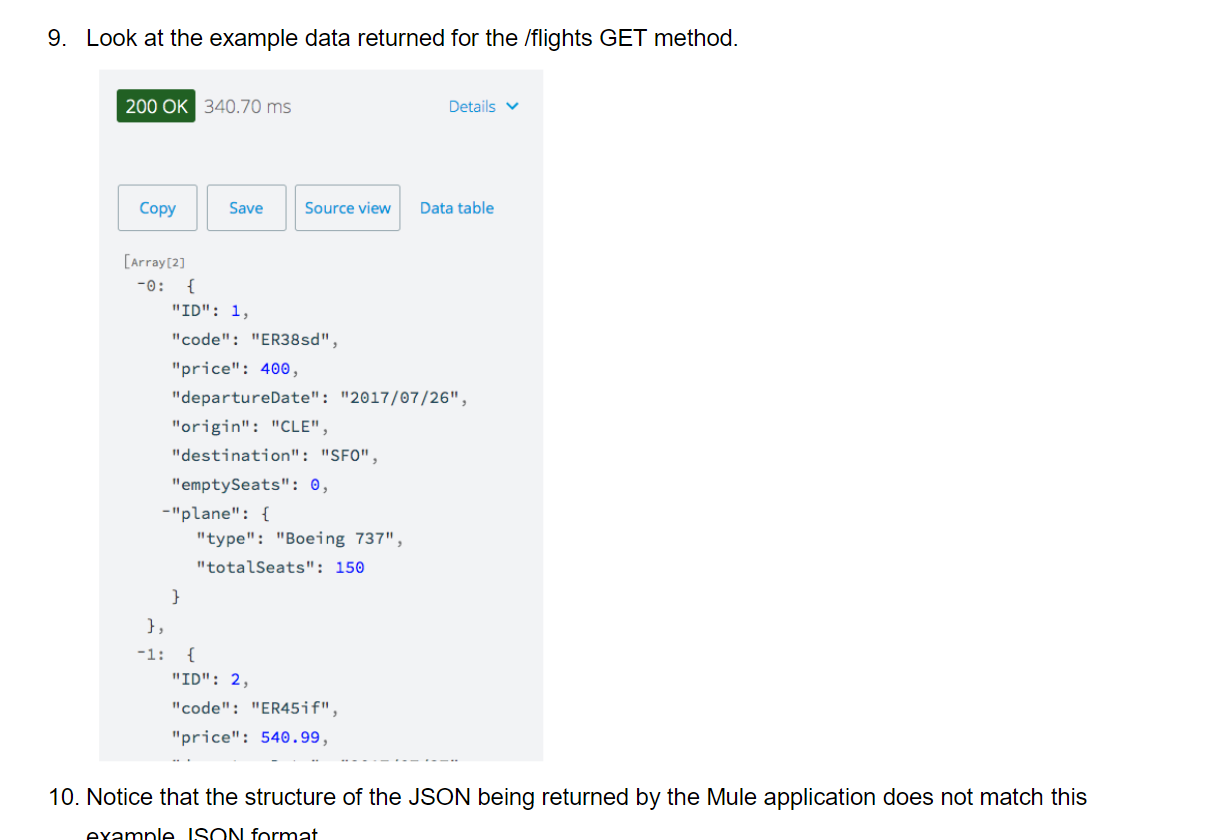 9. Look at the example data returned for the /flights GET method.
200 OK 340.70 ms Details
Copy Save Source view Data table
[Array[2]
-0: {
"ID": 1,
"code": "ER38sd",
"price": 400,
"departureDate": "2017/07/26",
"origin": "CLE",
"destination": "SFO",
"emptySeats": 0,
-"plane": {
"type": "Boeing 737",
"totalSeats": 150
}
},
-1: {
"ID": 2,
"code": "ER45if",
"price": 540.99,
10. Notice that the structure of the JSON being returned by the Mule application does not match this
example JSON format